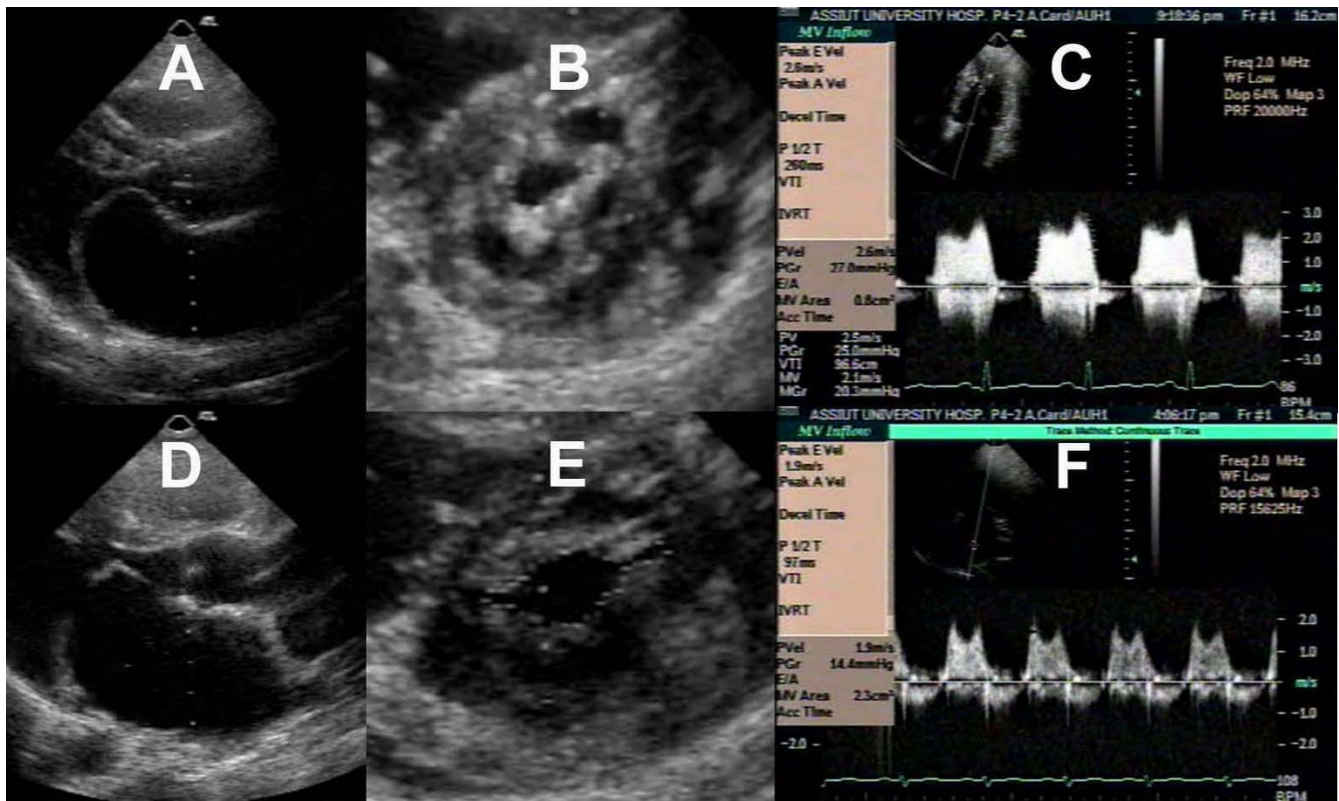 A
B
C
ASSIUT UNIVERSITY HOSP. P4-2 A.Card/AUH1 9:18:36 pm Fr #1 16.2cm
MV Inflow
Peak E Vel
2.6m/s
Peak A Vel
Decel Time
P 1/2 T
260ms
VTI
IVRT
PVel 2.6m/s
PGr 27.0mmHg
E/A
MV Area 0.8cm²
Acc Time
PV 2.5m/s
PGr 25.0mmHg
VTI 96.6cm
MV 2.1m/s
MGr 20.3mmHg
Freq 2.0 MHz
WF Low
Dop 64% Map 3
PRF 20000Hz
3.0
2.0
1.0
m/s
-1.0
-2.0
-3.0
86
BPM
D
E
F
ASSIUT UNIVERSITY HOSP. P4-2 A.Card/AUH1 4:06:17 pm Fr #1 15.4cm
Trace Method: Continuous Trace
MV Inflow
Peak E Vel
1.9m/s
Peak A Vel
Decel Time
P 1/2 T
97ms
VTI
IVRT
PVel 1.9m/s
PGr 14.4mmHg
E/A
MV Area 2.3cm²
Acc Time
-2.0
Freq 2.0 MHz
WF Low
Dop 64% Map 3
PRF 15625Hz
2.0
1.0
m/s
-1.0
-2.0
108
BPM